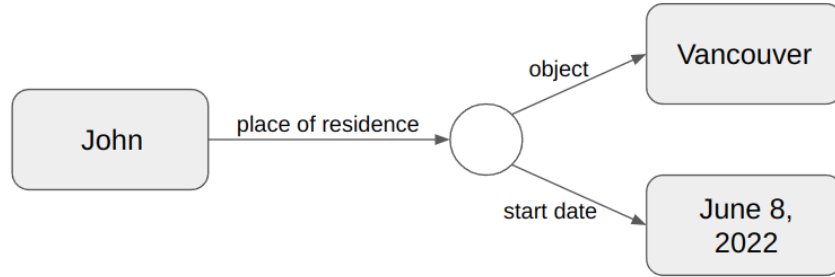 John
place of residence
object
Vancouver
start date
June 8,
2022